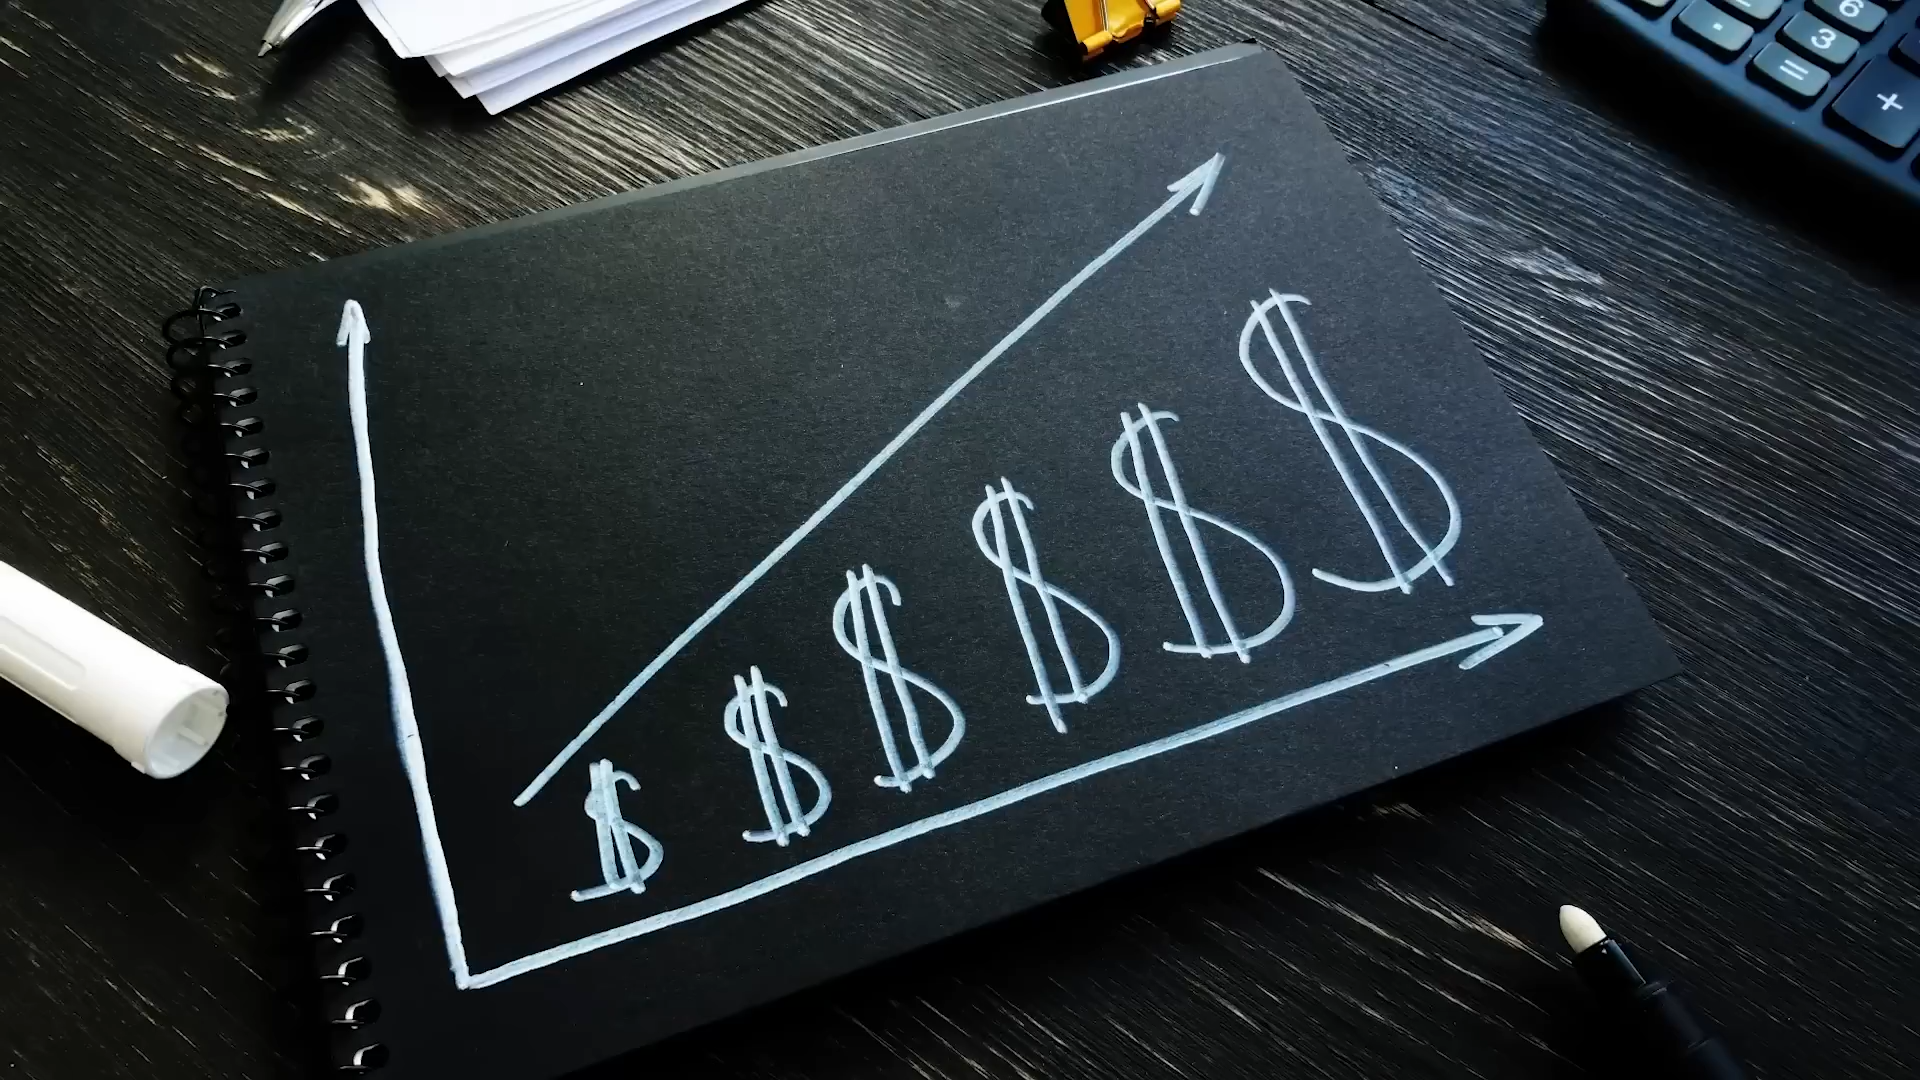 $ $ $ $ $ $
6
. 3
= +